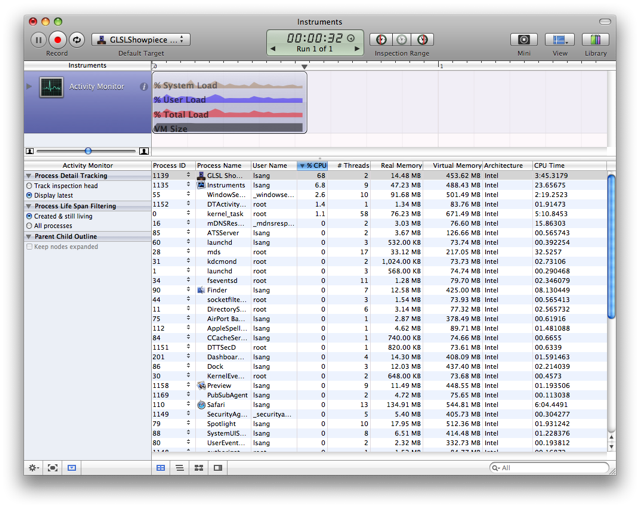 Instruments
GLSLShowpiece ...
00:00:32
Run 1 of 1
Record
Default Target
Inspection Range
Mini
View
Library
Instruments
Activity Monitor
% System Load
% User Load
% Total Load
VM Size
Activity Monitor
Process Detail Tracking
Track inspection head
Display latest
Process Life Span Filtering
Created & still living
All processes
Parent Child Outline
Keep nodes expanded
Process ID Process Name User Name % CPU # Threads Real Memory Virtual Memory Architecture CPU Time
1139 GLSL Sho... lsang 68 2 14.48 MB 453.62 MB Intel 3:45.3179
1135 Instruments lsang 6.8 9 47.23 MB 488.43 MB Intel 23.65675
55 WindowSe... _windowse... 2.6 10 91.68 MB 501.49 MB Intel 2:19.2523
1152 DTActivity... root 1.4 1 1.34 MB 83.76 MB Intel 01.91473
0 kernel_task root 1.1 58 76.23 MB 671.49 MB Intel 5:10.8453
16 mDNSRes... _mdnsresp... 0 2 3.03 MB 76.60 MB Intel 15.86303
85 ATSServer lsang 0 2 3.67 MB 126.66 MB Intel 00.565743
60 launchd lsang 0 3 532.00 KB 73.74 MB Intel 00.392254
28 mds root 0 17 33.12 MB 217.05 MB Intel 32.5257
31 kdcmond root 0 2 1,024.00 KB 73.73 MB Intel 02.73106
1 launchd root 0 3 568.00 KB 74.74 MB Intel 00.290468
34 fseventsd root 0 11 1.28 MB 79.70 MB Intel 02.346079
90 Finder lsang 0 7 12.58 MB 425.00 MB Intel 08.130449
44 socketfilte... root 0 3 1.54 MB 73.93 MB Intel 00.565413
11 DirectoryS... root 0 6 3.14 MB 77.32 MB Intel 02.565732
75 AirPort Ba... lsang 0 1 2.87 MB 378.49 MB Intel 00.61916
112 AppleSpell... lsang 0 1 4.62 MB 89.71 MB Intel 01.481088
84 CCacheSer... lsang 0 1 740.00 KB 74.66 MB Intel 00.6655
1151 DTTSecD root 0 1 820.00 KB 73.61 MB Intel 00.6339
201 Dashboar... lsang 0 4 14.30 MB 408.09 MB Intel 01.591463
86 Dock lsang 0 3 12.03 MB 437.40 MB Intel 02.214039
30 KernelEve... root 0 2 648.00 KB 73.68 MB Intel 00.4573
1158 Preview lsang 0 9 11.49 MB 448.55 MB Intel 01.193506
1169 PubSubAgent lsang 0 2 4.72 MB 75.65 MB Intel 00.113038
110 Safari lsang 0 13 134.91 MB 544.81 MB Intel 6:04.4491
1149 SecurityAg... _securitya... 0 5 5.40 MB 405.73 MB Intel 00.304277
79 Spotlight lsang 0 2 17.95 MB 512.36 MB Intel 01.931242
88 SystemUIS... lsang 0 8 6.51 MB 414.48 MB Intel 01.228376
80 UserEvent... lsang 0 2 2.32 MB 332.73 MB Intel 00.193812
All